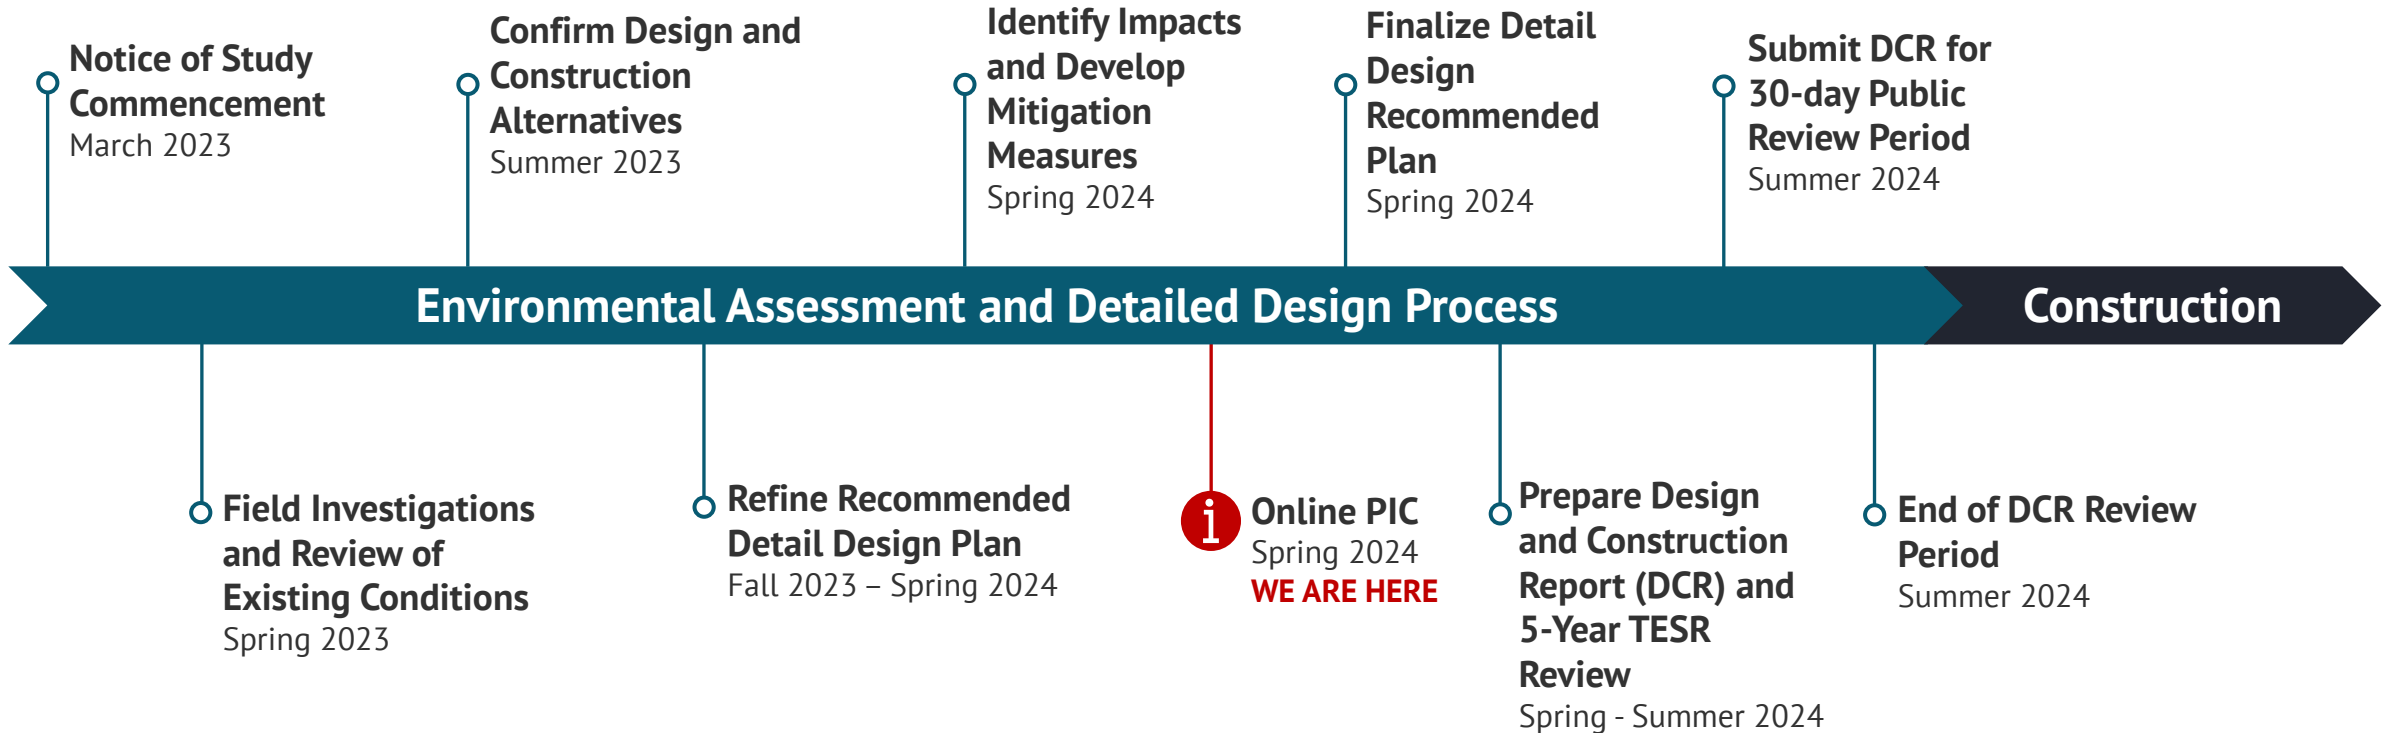 Notice of Study
Commencement
March 2023
Confirm Design and
Construction
Alternatives
Summer 2023
Identify Impacts
and Develop
Mitigation
Measures
Spring 2024
Finalize Detail
Design
Recommended
Plan
Spring 2024
Submit DCR for
30-day Public
Review Period
Summer 2024
Environmental Assessment and Detailed Design Process
Construction
Field Investigations
and Review of
Existing Conditions
Spring 2023
Refine Recommended
Detail Design Plan
Fall 2023 – Spring 2024
i
Online PIC
Spring 2024
WE ARE HERE
Prepare Design
and Construction
Report (DCR) and
5-Year TESR
Review
Spring - Summer 2024
End of DCR Review
Period
Summer 2024